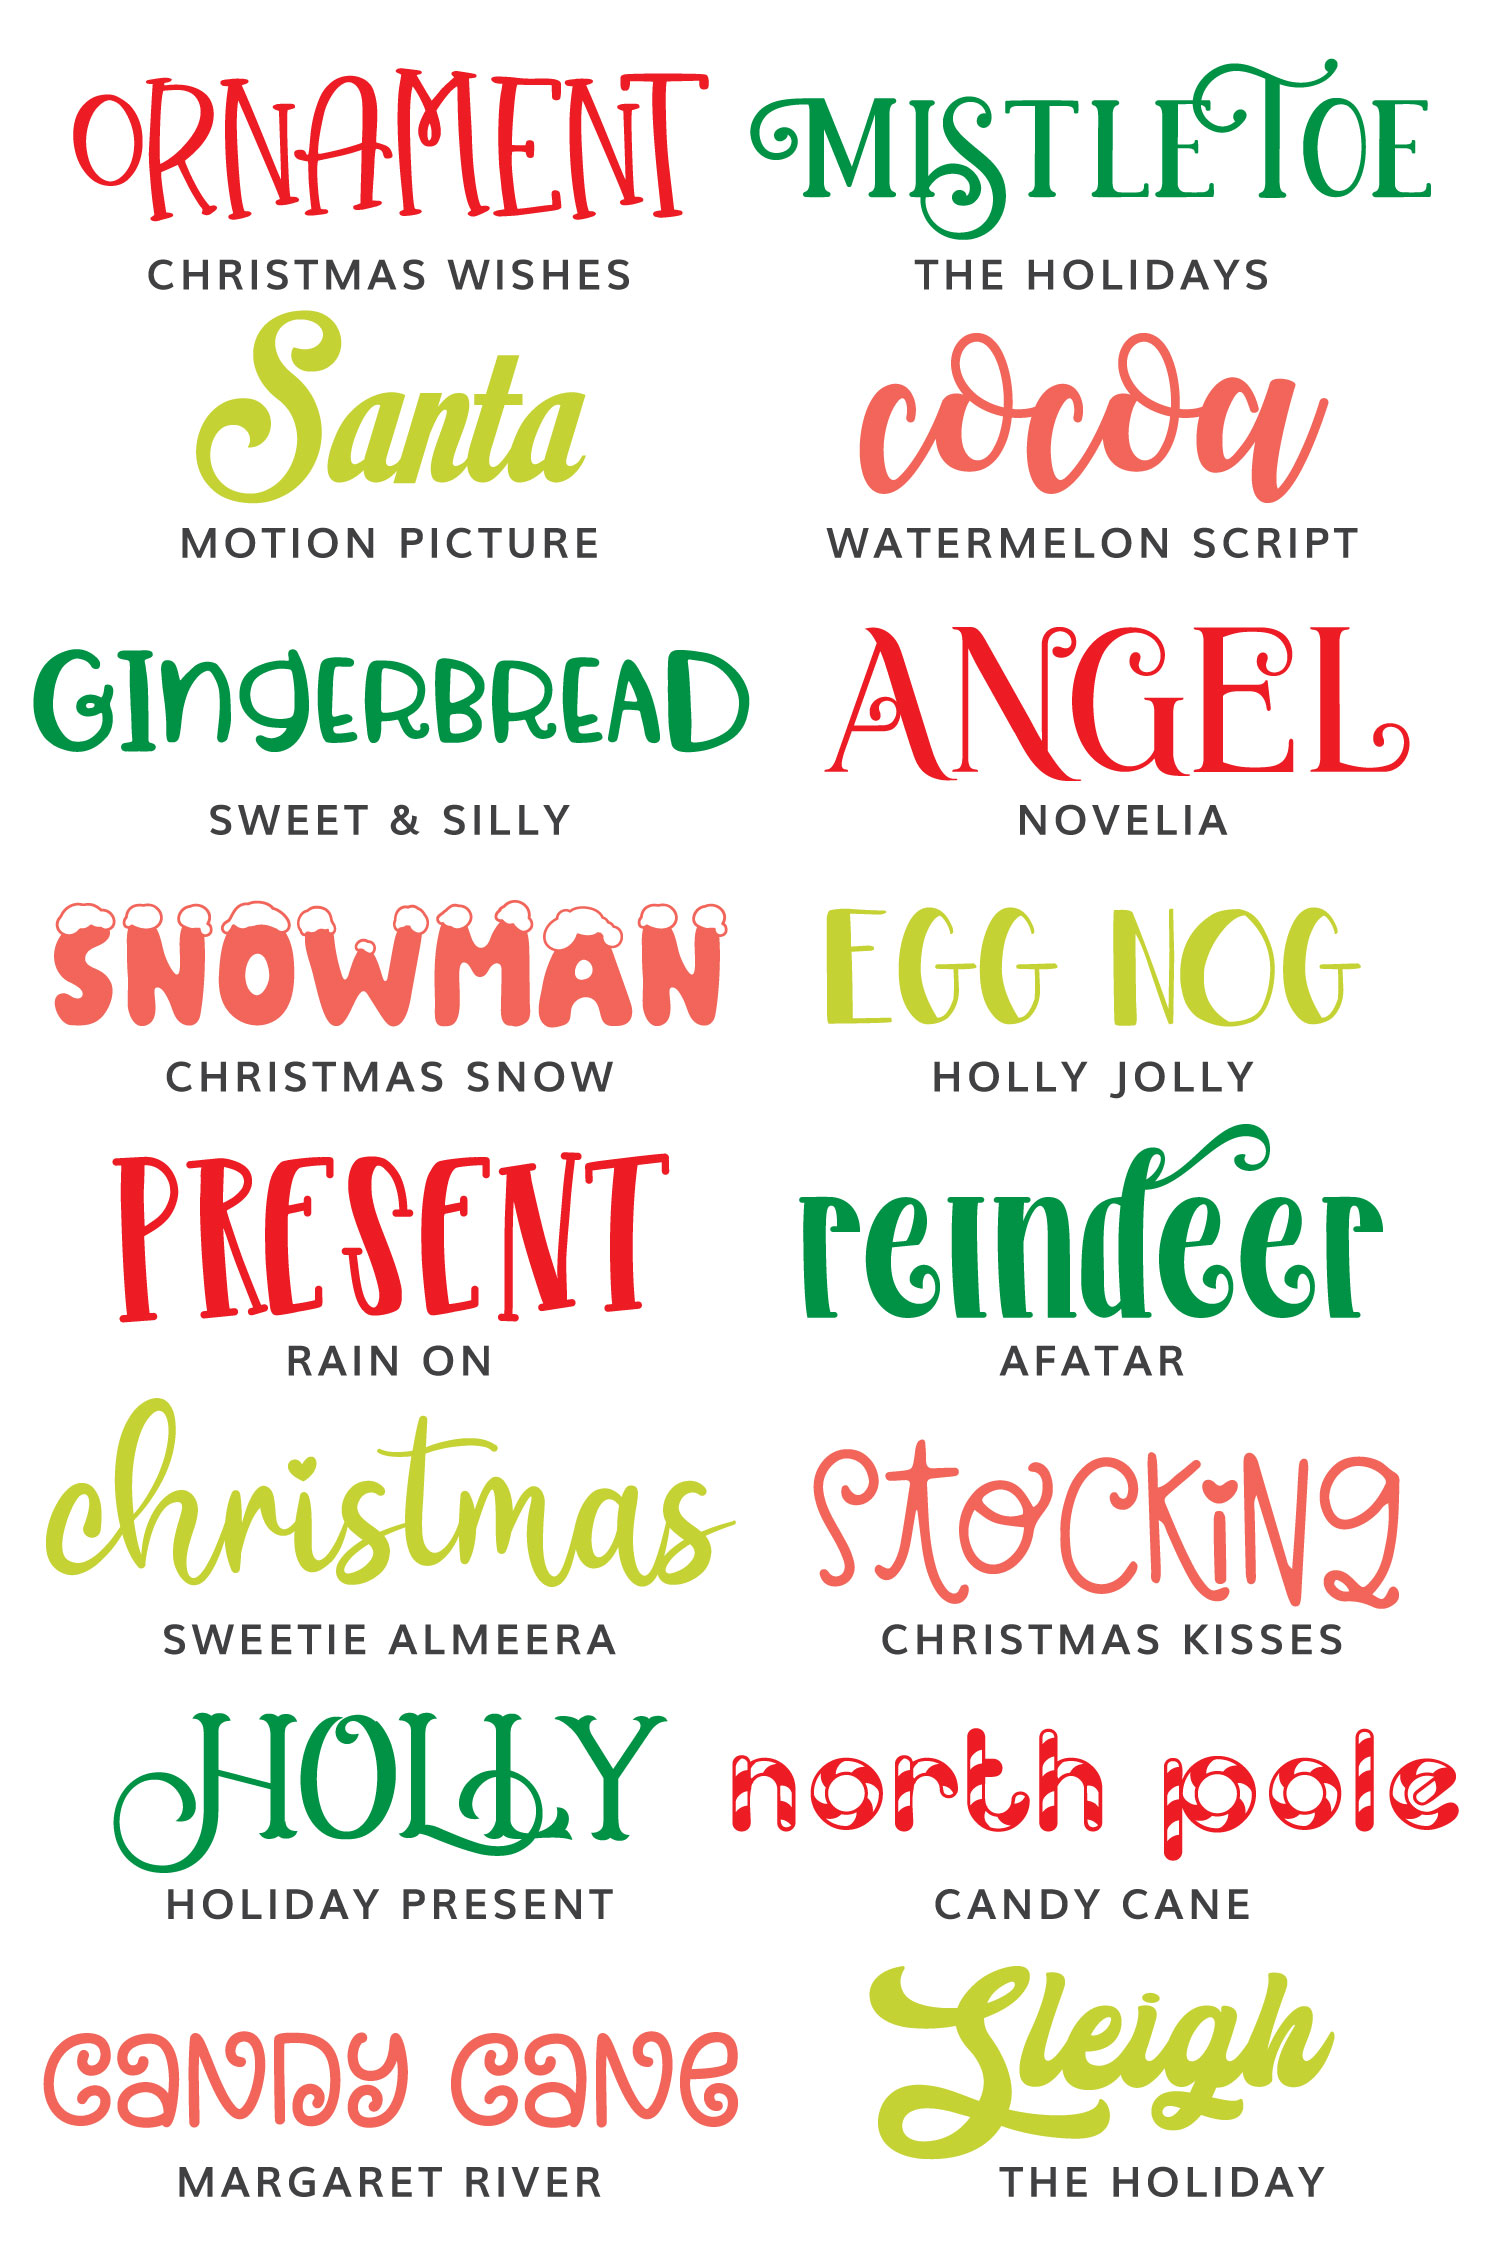 ORNAMENT
CHRISTMAS WISHES
MISTLETOE
THE HOLIDAYS
Santa
MOTION PICTURE
cocoa
WATERMELON SCRIPT
GIngERBREAD
SWEET & SILLY
ANGEL
NOVELIA
SNOWMAN
CHRISTMAS SNOW
EGG NOG
HOLLY JOLLY
PRESENT
RAIN ON
reindeer
AFATAR
christmas
SWEETIE ALMEERA
STOCKiNG
CHRISTMAS KISSES
HOLLY
HOLIDAY PRESENT
north pole
CANDY CANE
CaNDY CaNe
MARGARET RIVER
Sleigh
THE HOLIDAY